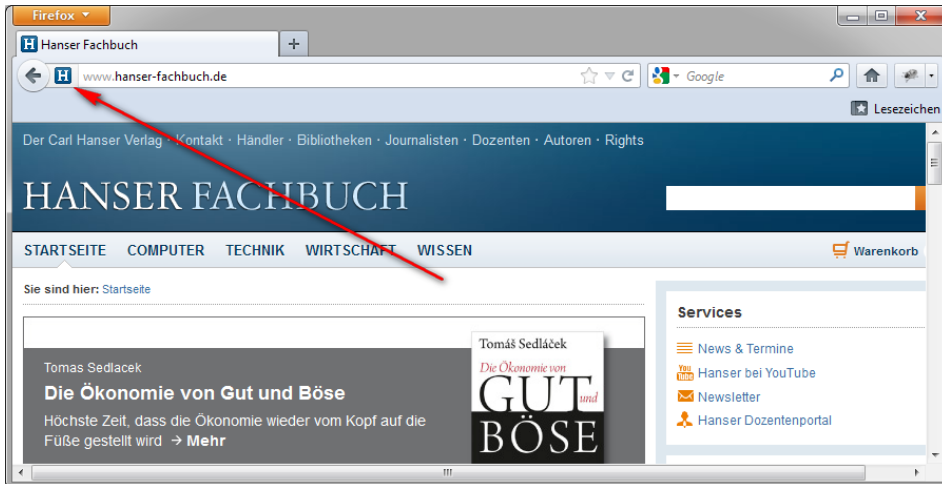 Firefox
H Hanser Fachbuch
H www.hanser-fachbuch.de
Google
Lesezeichen
Der Carl Hanser Verlag · Kontakt · Händler · Bibliotheken · Journalisten · Dozenten · Autoren · Rights
HANSER FACHBUCH
STARTSEITE COMPUTER TECHNIK WIRTSCHAFT WISSEN
Warenkorb
Sie sind hier: Startseite
Tomas Sedlacek
Die Ökonomie von Gut und Böse
Höchste Zeit, dass die Ökonomie wieder vom Kopf auf die
Füße gestellt wird → Mehr
Tomáš Sedláček
Die Ökonomie von
GUT und
BÖSE
Services
News & Termine
You Tube Hanser bei YouTube
Newsletter
Hanser Dozentenportal